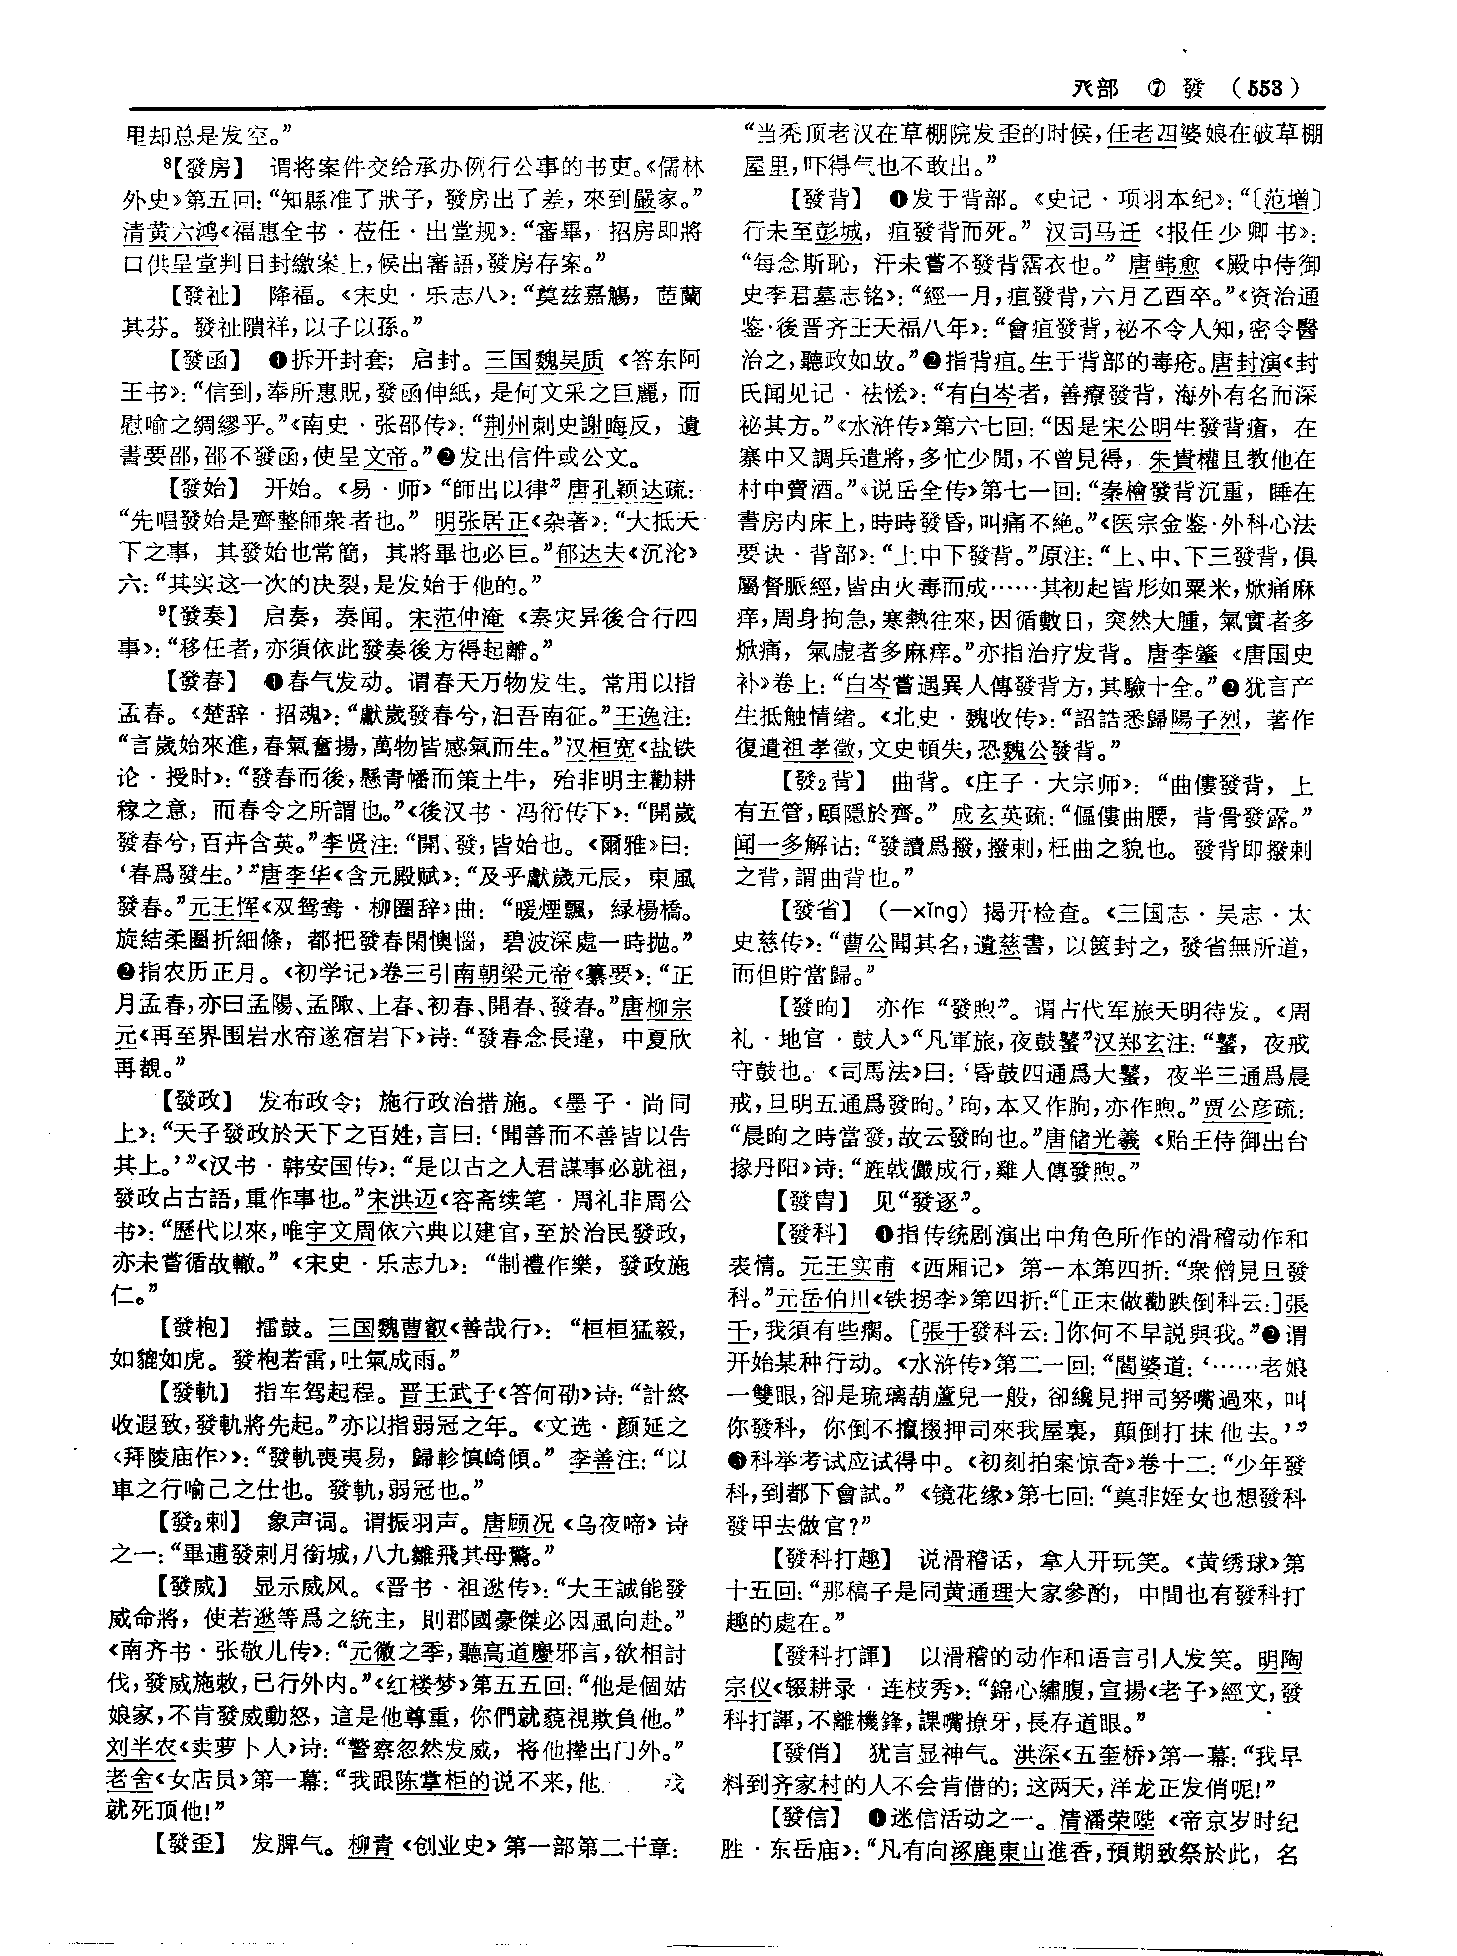 癶部 ⑦ 發 (553)
甲却总是发空。”
⁸【發房】 谓将案件交给承办例行公事的书吏。《儒林
外史》第五回：“知縣准了狀子，發房出了差，來到嚴家。”
清黄六鸿《福惠全书·莅任·出堂规》：“審畢，招房即將
口供呈堂判日封繳案上，候出審語，發房存案。”
【發祉】 降福。《宋史·乐志八》：“奠兹嘉觴，茝蘭
其芬。發祉隤祥，以子以孫。”
【發函】 ❶拆开封套；启封。三国魏吴质《答东阿
王书》：“信到，奉所惠貺，發函伸紙，是何文采之巨麗，而
慰喻之綢繆乎。”《南史·张邵传》：“荆州刺史謝晦反，遺
書要邵，邵不發函，使呈文帝。”❷发出信件或公文。
【發始】 开始。《易·师》“師出以律”唐孔颖达疏：
“先唱發始是齊整師衆者也。” 明张居正《杂著》：“大抵天
下之事，其發始也常簡，其將畢也必巨。”郁达夫《沉沦》
六：“其实这一次的决裂，是发始于他的。”
⁹【發奏】 启奏，奏闻。宋范仲淹《奏灾异後合行四
事》：“移任者，亦須依此發奏後方得起離。”
【發春】 ❶春气发动。谓春天万物发生。常用以指
孟春。《楚辞·招魂》：“獻歲發春兮，汩吾南征。”王逸注：
“言歲始來進，春氣奮揚，萬物皆感氣而生。”汉桓宽《盐铁
论·授时》：“發春而後，懸青幡而策土牛，殆非明主勸耕
稼之意，而春令之所謂也。”《後汉书·冯衍传下》：“開歲
發春兮，百卉含英。”李贤注：“開、發，皆始也。《爾雅》曰：
‘春爲發生。’”唐李华《含元殿赋》：“及乎獻歲元辰，東風
發春。”元王恽《双鸳鸯·柳圈辞》曲：“暖煙飄，緑楊橋。
旋結柔圈折細條，都把發春閑懊惱，碧波深處一時抛。”
❷指农历正月。《初学记》卷三引南朝梁元帝《纂要》：“正
月孟春，亦曰孟陽、孟陬、上春、初春、開春、發春。”唐柳宗
元《再至界围岩水帘遂宿岩下》诗：“發春念長違，中夏欣
再覩。”
【發政】 发布政令；施行政治措施。《墨子·尚同
上》：“天子發政於天下之百姓，言曰：‘聞善而不善皆以告
其上。’”《汉书·韩安国传》：“是以古之人君謀事必就祖，
發政占古語，重作事也。”宋洪迈《容斋续笔·周礼非周公
书》：“歷代以來，唯宇文周依六典以建官，至於治民發政，
亦未嘗循故轍。”《宋史·乐志九》：“制禮作樂，發政施
仁。”
【發枹】 擂鼓。三国魏曹叡《善哉行》：“桓桓猛毅，
如貔如虎。發枹若雷，吐氣成雨。”
【發軌】 指车驾起程。晋王武子《答何劭》诗：“計終
收遐致，發軌將先起。”亦以指弱冠之年。《文选·颜延之
〈拜陵庙作〉》：“發軌喪夷易，歸軫慎崎傾。” 李善注：“以
車之行喻己之仕也。發軌，弱冠也。”
【發₂剌】 象声词。谓振羽声。唐顾况《乌夜啼》诗
之一：“畢逋發剌月銜城，八九雛飛其母驚。”
【發威】 显示威风。《晋书·祖逖传》：“大王誠能發
威命將，使若逖等爲之統主，則郡國豪傑必因風向赴。”
《南齐书·张敬儿传》：“元徽之季，聽高道慶邪言，欲相討
伐，發威施敕，已行外内。”《红楼梦》第五五回：“他是個姑
娘家，不肯發威動怒，這是他尊重，你們就藐視欺負他。”
刘半农《卖萝卜人》诗：“警察忽然发威，将他撵出门外。”
老舍《女店员》第一幕：“我跟陈掌柜的说不来，他 我
就死顶他！”
【發歪】 发脾气。柳青《创业史》第一部第二十章：
“当秃顶老汉在草棚院发歪的时候，任老四婆娘在破草棚
屋里，吓得气也不敢出。”
【發背】 ❶发于背部。《史记·项羽本纪》：“〔范增〕
行未至彭城，疽發背而死。” 汉司马迁《报任少卿书》：
“每念斯恥，汗未嘗不發背霑衣也。” 唐韩愈《殿中侍御
史李君墓志铭》：“經一月，疽發背，六月乙酉卒。”《资治通
鉴·後晋齐王天福八年》：“會疽發背，祕不令人知，密令醫
治之，聽政如故。”❷指背疽。生于背部的毒疮。唐封演《封
氏闻见记·祛恡》：“有白岑者，善療發背，海外有名而深
祕其方。”《水浒传》第六七回：“因是宋公明生發背瘡，在
寨中又調兵遣將，多忙少閒，不曾見得，朱貴權且教他在
村中賣酒。”《说岳全传》第七一回：“秦檜發背沉重，睡在
書房内床上，時時發昏，叫痛不絶。”《医宗金鉴·外科心法
要诀·背部》：“上中下發背。”原注：“上、中、下三發背，俱
屬督脈經，皆由火毒而成……其初起皆形如粟米，焮痛麻
痒，周身拘急，寒熱往來，因循數日，突然大腫，氣實者多
焮痛，氣虚者多麻痒。”亦指治疗发背。唐李肇《唐国史
补》卷上：“白岑嘗遇異人傳發背方，其驗十全。”❷犹言产
生抵触情绪。《北史·魏收传》：“詔誥悉歸陽子烈，著作
復遣祖孝徵，文史頓失，恐魏公發背。”
【發₂背】 曲背。《庄子·大宗师》：“曲僂發背，上
有五管，頤隱於齊。” 成玄英疏：“傴僂曲腰，背骨發露。”
闻一多解诂：“發讀爲撥，撥剌，枉曲之貌也。發背即撥剌
之背，謂曲背也。”
【發省】（—xǐng）揭开检查。《三国志·吴志·太
史慈传》：“曹公聞其名，遺慈書，以篋封之，發省無所道，
而但貯當歸。”
【發昫】 亦作“發煦”。谓古代军旅天明待发。《周
礼·地官·鼓人》“凡軍旅，夜鼓鼜”汉郑玄注：“鼜，夜戒
守鼓也。《司馬法》曰：‘昏鼓四通爲大鼜，夜半三通爲晨
戒，旦明五通爲發昫。’昫，本又作朐，亦作煦。”贾公彦疏：
“晨昫之時當發，故云發昫也。”唐储光羲《贻王侍御出台
掾丹阳》诗：“旌戟儼成行，雞人傳發煦。”
【發胄】 见“發逐”。
【發科】 ❶指传统剧演出中角色所作的滑稽动作和
表情。元王实甫《西厢记》第一本第四折：“衆僧見旦發
科。”元岳伯川《铁拐李》第四折：“[正末做勸跌倒科云：]張
千，我須有些瘸。[張千發科云：]你何不早説與我。”❷谓
开始某种行动。《水浒传》第二一回：“閻婆道：‘……老娘
一雙眼，卻是琉璃葫蘆兒一般，卻纔見押司努嘴過來，叫
你發科，你倒不攛掇押司來我屋裏，顛倒打抹他去。’”
❸科举考试应试得中。《初刻拍案惊奇》卷十二：“少年發
科，到都下會試。”《镜花缘》第七回：“莫非姪女也想發科
發甲去做官？”
【發科打趣】 说滑稽话，拿人开玩笑。《黄绣球》第
十五回：“那稿子是同黄通理大家參酌，中間也有發科打
趣的處在。”
【發科打諢】 以滑稽的动作和语言引人发笑。明陶
宗仪《辍耕录·连枝秀》：“錦心繡腹，宣揚《老子》經文，發
科打諢，不離機鋒，課嘴撩牙，長存道眼。”
【發俏】 犹言显神气。洪深《五奎桥》第一幕：“我早
料到齐家村的人不会肯借的；这两天，洋龙正发俏呢！”
【發信】 ❶迷信活动之一。清潘荣陛《帝京岁时纪
胜·东岳庙》：“凡有向涿鹿東山進香，預期致祭於此，名